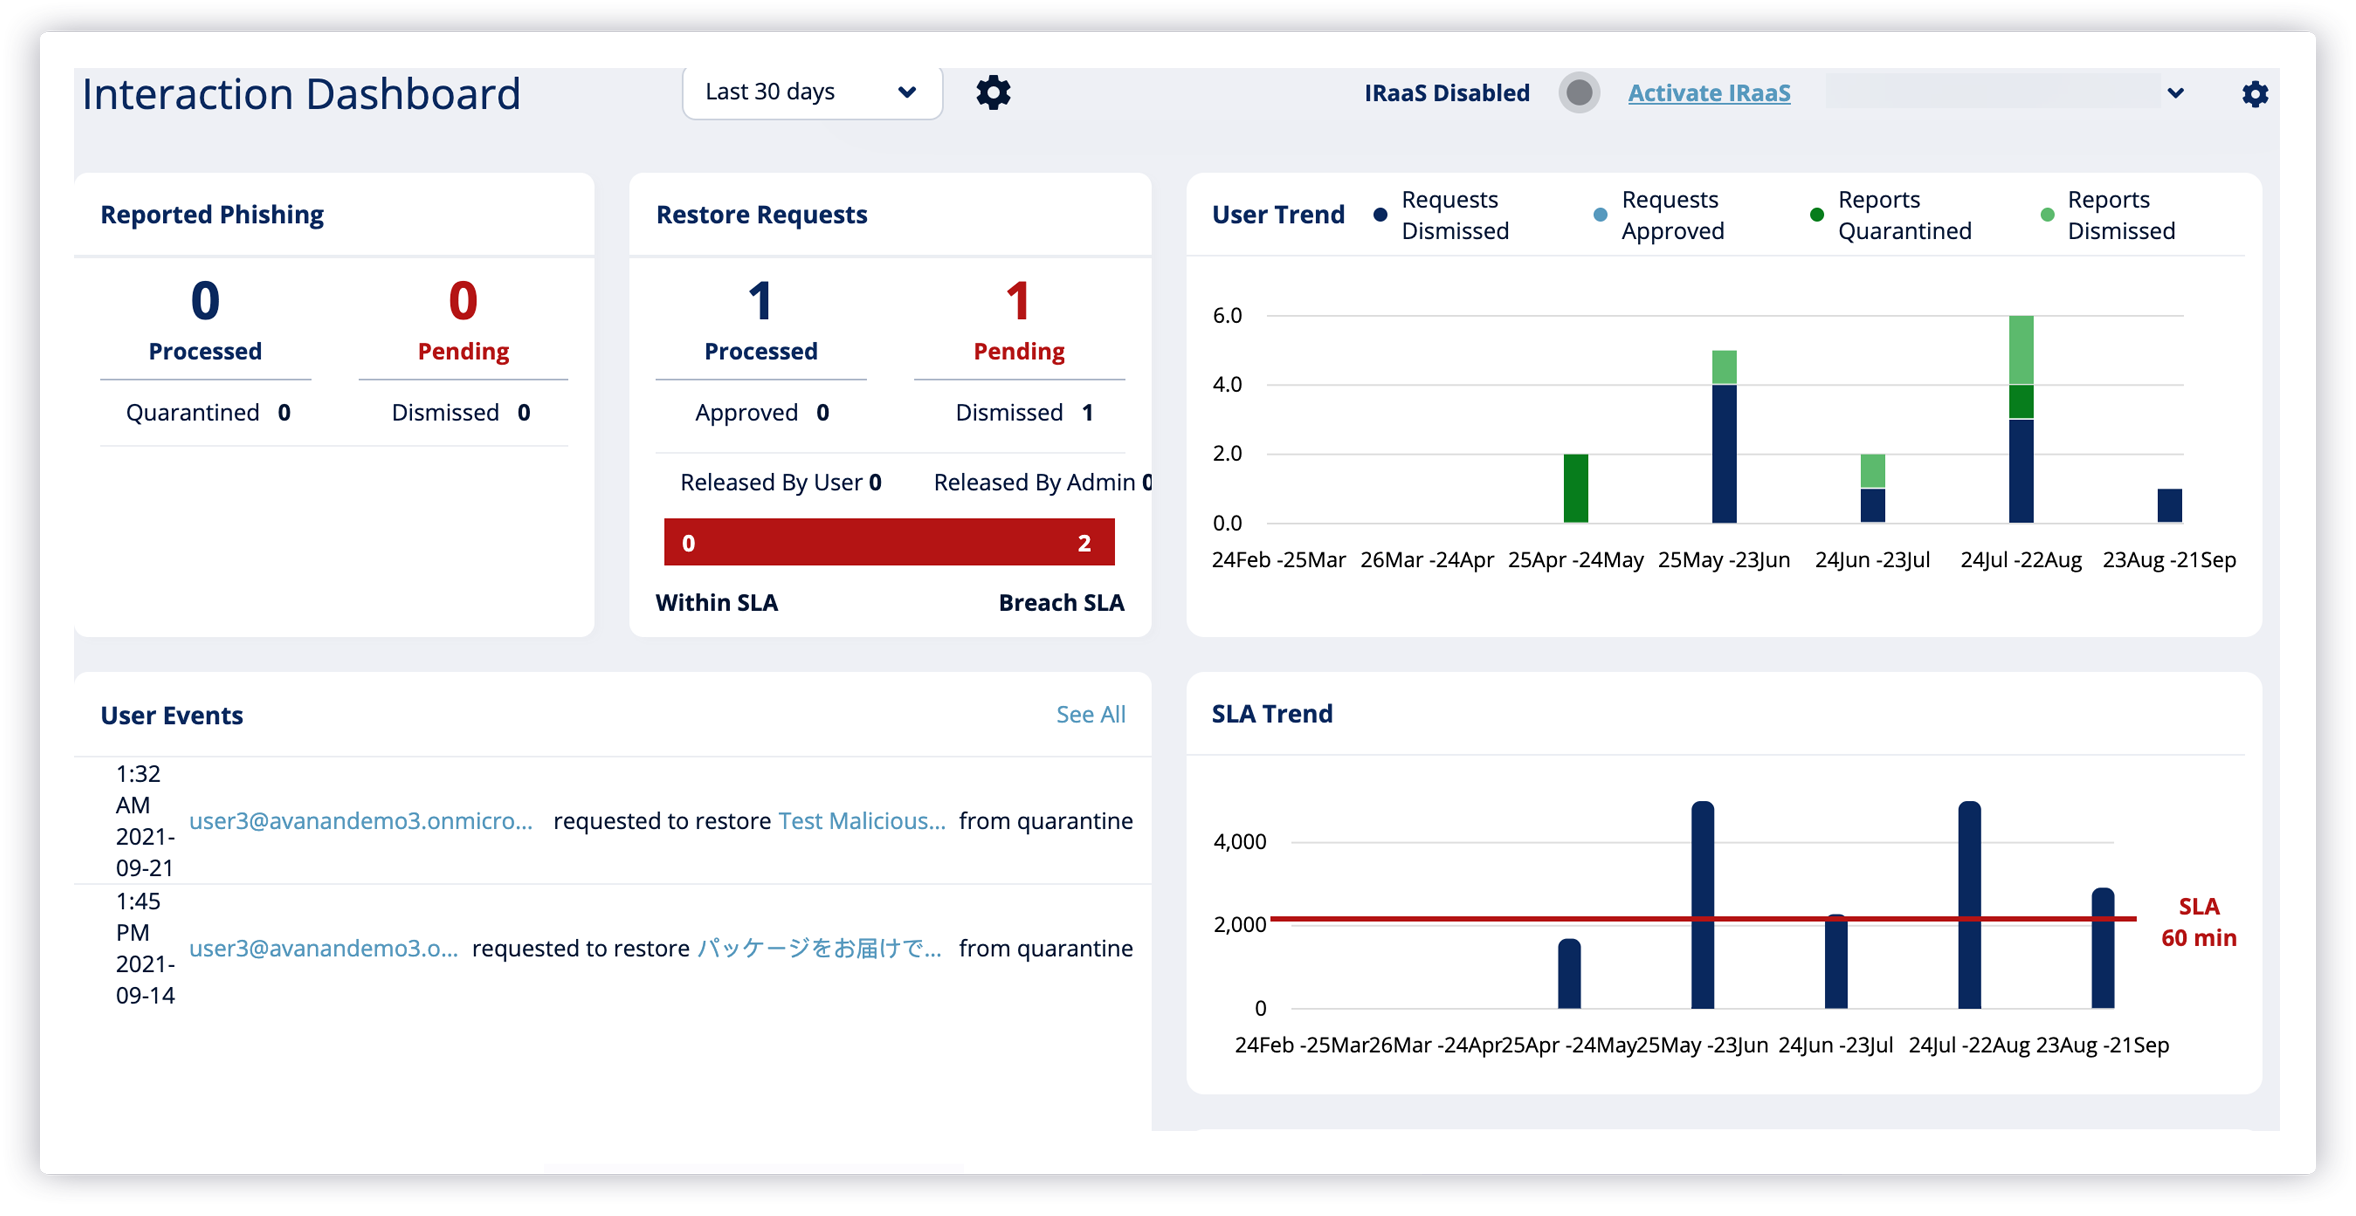 Interaction Dashboard
Last 30 days
IRaaS Disabled
Activate IRaaS
Reported Phishing
0
Processed
0
Pending
Quarantined 0
Dismissed 0
Restore Requests
1
Processed
1
Pending
Approved 0
Dismissed 1
Released By User 0
Released By Admin 0
0
2
Within SLA
Breach SLA
User Trend
Requests
Dismissed
Requests
Approved
Reports
Quarantined
Reports
Dismissed
6.0
4.0
2.0
0.0
24Feb -25Mar
26Mar -24Apr
25Apr -24May
25May -23Jun
24Jun -23Jul
24Jul -22Aug
23Aug -21Sep
User Events
See All
1:32
AM
2021-
09-21
user3@avanandemo3.onmicro... requested to restore Test Malicious... from quarantine
1:45
PM
2021-
09-14
user3@avanandemo3.o... requested to restore パッケージをお届けで... from quarantine
SLA Trend
4,000
2,000
0
SLA
60 min
24Feb -25Mar
26Mar -24Apr
25Apr -24May
25May -23Jun
24Jun -23Jul
24Jul -22Aug
23Aug -21Sep